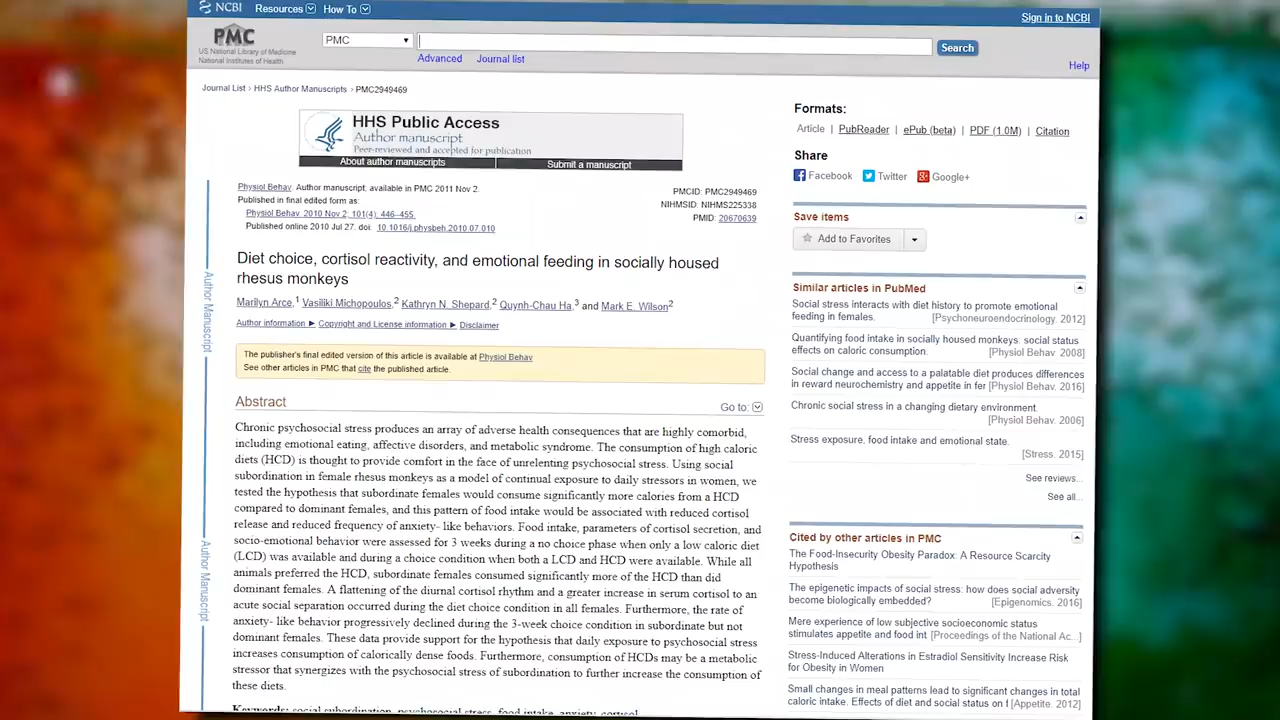 NCBI Resources How To Sign in to NCBI
PMC
US National Library of Medicine
National Institutes of Health
PMC
Search
Advanced Journal list
Help
Journal List > HHS Author Manuscripts > PMC2949469
HHS Public Access
Author manuscript
Peer-reviewed and accepted for publication
About author manuscripts Submit a manuscript
Physiol Behav. Author manuscript; available in PMC 2011 Nov 2.
Published in final edited form as:
Physiol Behav. 2010 Nov 2; 101(4): 446–455.
Published online 2010 Jul 27. doi: 10.1016/j.physbeh.2010.07.010
PMCID: PMC2949469
NIHMSID: NIHMS225338
PMID: 20670639
Diet choice, cortisol reactivity, and emotional feeding in socially housed
rhesus monkeys
Marilyn Arce,1 Vasiliki Michopoulos,2 Kathryn N. Shepard,2 Quynh-Chau Ha,3 and Mark E. Wilson2
Author information ► Copyright and License information ► Disclaimer
The publisher's final edited version of this article is available at Physiol Behav
See other articles in PMC that cite the published article.
Abstract
Go to:
Chronic psychosocial stress produces an array of adverse health consequences that are highly comorbid,
including emotional eating, affective disorders, and metabolic syndrome. The consumption of high caloric
diets (HCD) is thought to provide comfort in the face of unrelenting psychosocial stress. Using social
subordination in female rhesus monkeys as a model of continual exposure to daily stressors in women, we
tested the hypothesis that subordinate females would consume significantly more calories from a HCD
compared to dominant females, and this pattern of food intake would be associated with reduced cortisol
release and reduced frequency of anxiety- like behaviors. Food intake, parameters of cortisol secretion, and
socio-emotional behavior were assessed for 3 weeks during a no choice phase when only a low caloric diet
(LCD) was available and during a choice condition when both a LCD and HCD were available. While all
animals preferred the HCD, subordinate females consumed significantly more of the HCD than did
dominant females. A flattening of the diurnal cortisol rhythm and a greater increase in serum cortisol to an
acute social separation occurred during the diet choice condition in all females. Furthermore, the rate of
anxiety- like behavior progressively declined during the 3-week choice condition in subordinate but not
dominant females. These data provide support for the hypothesis that daily exposure to psychosocial stress
increases consumption of calorically dense foods. Furthermore, consumption of HCDs may be a metabolic
stressor that synergizes with the psychosocial stress of subordination to further increase the consumption of
these diets.
Keywords: social subordination, psychosocial stress, food intake, anxiety, cortisol
Author Manuscript
Author Manuscript
Formats:
Article | PubReader | ePub (beta) | PDF (1.0M) | Citation
Share
Facebook Twitter Google+
Save items
Add to Favorites
Similar articles in PubMed
Social stress interacts with diet history to promote emotional
feeding in females. [Psychoneuroendocrinology. 2012]
Quantifying food intake in socially housed monkeys: social status
effects on caloric consumption. [Physiol Behav. 2008]
Social change and access to a palatable diet produces differences
in reward neurochemistry and appetite in fer [Physiol Behav. 2016]
Chronic social stress in a changing dietary environment.
[Physiol Behav. 2006]
Stress exposure, food intake and emotional state.
[Stress. 2015]
See reviews...
See all...
Cited by other articles in PMC
The Food-Insecurity Obesity Paradox: A Resource Scarcity
Hypothesis
The epigenetic impacts of social stress: how does social adversity
become biologically embedded? [Epigenomics. 2016]
Mere experience of low subjective socioeconomic status
stimulates appetite and food int [Proceedings of the National Ac...]
Stress-Induced Alterations in Estradiol Sensitivity Increase Risk
for Obesity in Women
Small changes in meal patterns lead to significant changes in total
caloric intake. Effects of diet and social status on f [Appetite. 2012]